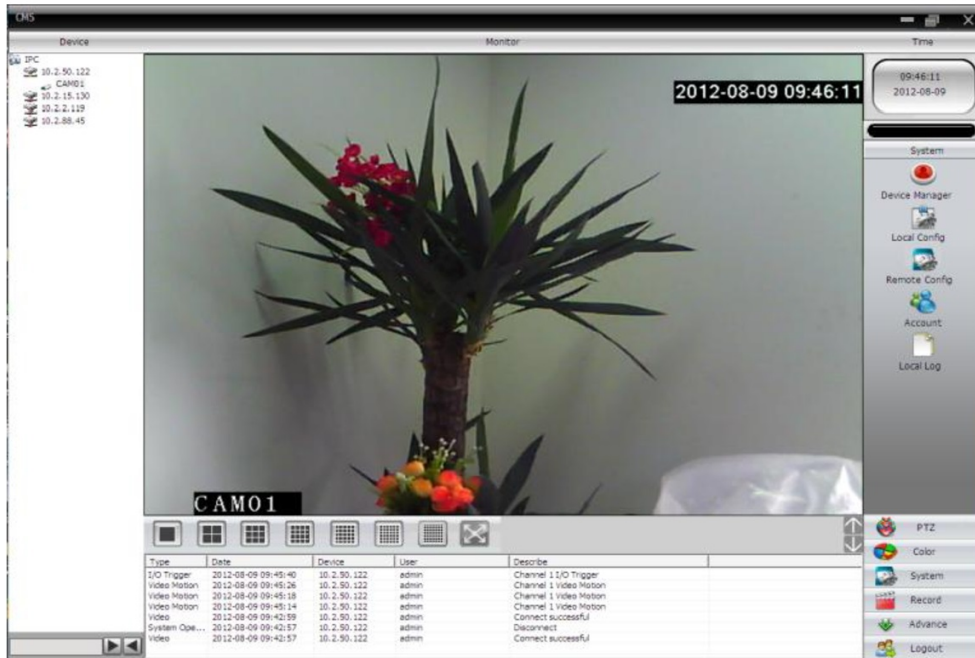 CMS
Device Monitor Time
IPC
10.2.50.122
CAM01
10.2.15.130
10.2.2.119
10.2.88.45
2012-08-09 09:46:11
CAM01
09:46:11
2012-08-09
System
Device Manager
Local Config
Remote Config
Account
Local Log
PTZ
Color
System
Record
Advance
Logout
Type Date Device User Describe
I/O Trigger 2012-08-09 09:45:40 10.2.50.122 admin Channel 1 I/O Trigger
Video Motion 2012-08-09 09:45:26 10.2.50.122 admin Channel 1 Video Motion
Video Motion 2012-08-09 09:45:18 10.2.50.122 admin Channel 1 Video Motion
Video Motion 2012-08-09 09:45:14 10.2.50.122 admin Channel 1 Video Motion
Video 2012-08-09 09:42:59 10.2.50.122 admin Connect successful
System Ope... 2012-08-09 09:42:57 10.2.50.122 admin Disconnect
Video 2012-08-09 09:42:57 10.2.50.122 admin Connect successful